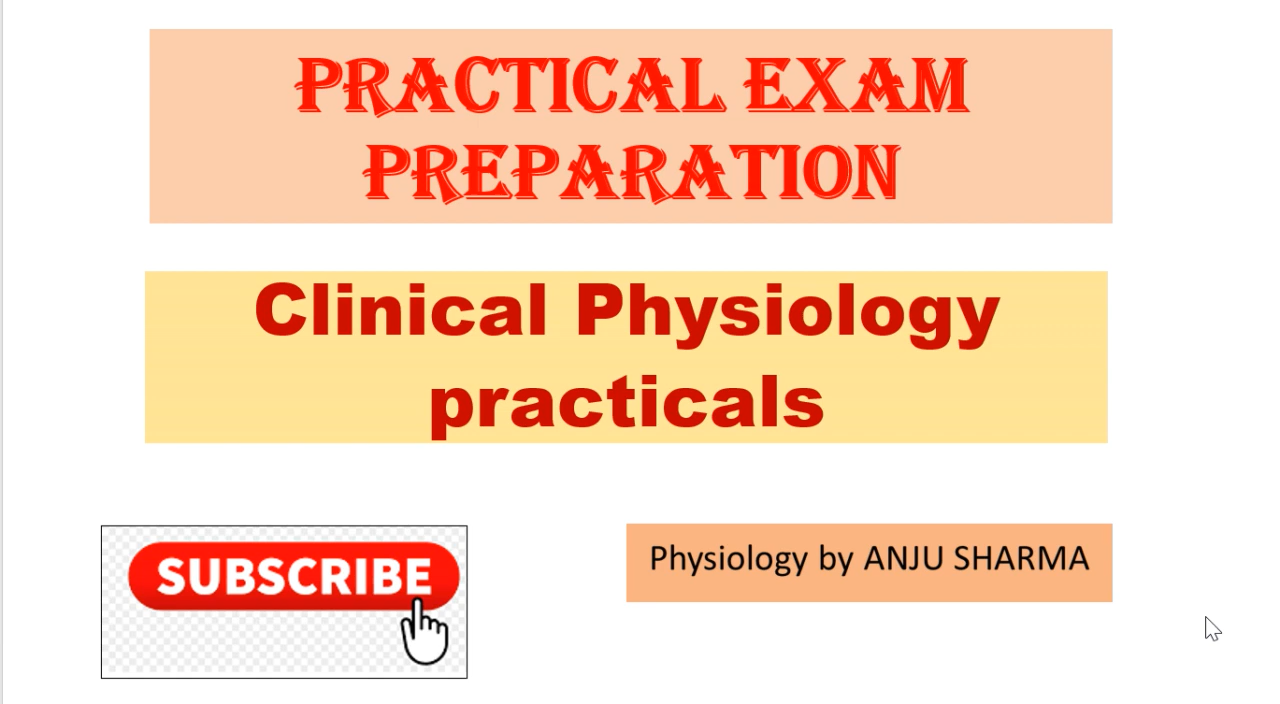 PRACTICAL EXAM
PREPARATION
Clinical Physiology
practicals
SUBSCRIBE
Physiology by ANJU SHARMA